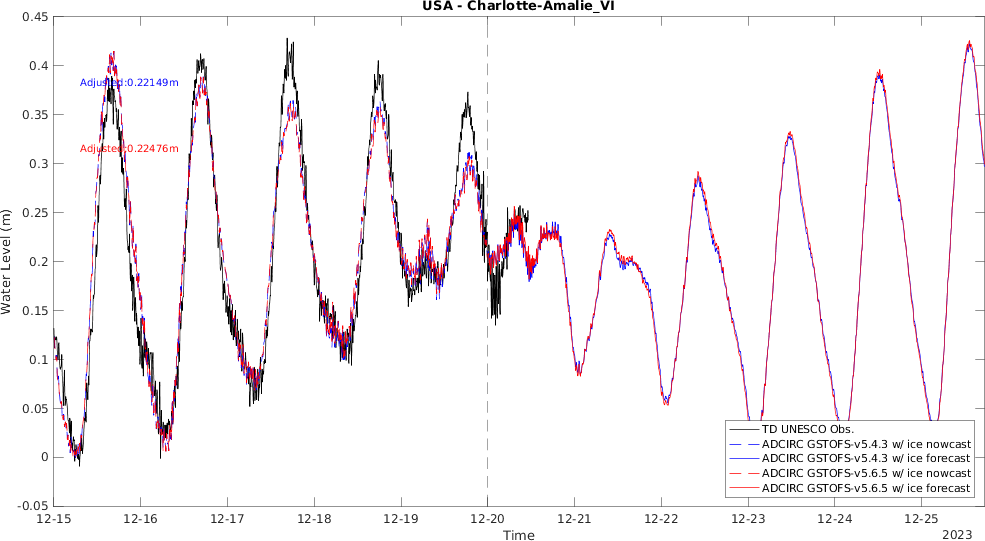 USA - Charlotte-Amalie_VI
0.45
0.4
Adjusted:0.22149m
0.35
Adjusted:0.22476m
0.3
0.25
Water Level (m)
0.2
0.15
0.1
0.05
0
-0.05
TD UNESCO Obs.
ADCIRC GSTOFS-v5.4.3 w/ ice nowcast
ADCIRC GSTOFS-v5.4.3 w/ ice forecast
ADCIRC GSTOFS-v5.6.5 w/ ice nowcast
ADCIRC GSTOFS-v5.6.5 w/ ice forecast
12-15 12-16 12-17 12-18 12-19 12-20 12-21 12-22 12-23 12-24 12-25
Time
2023